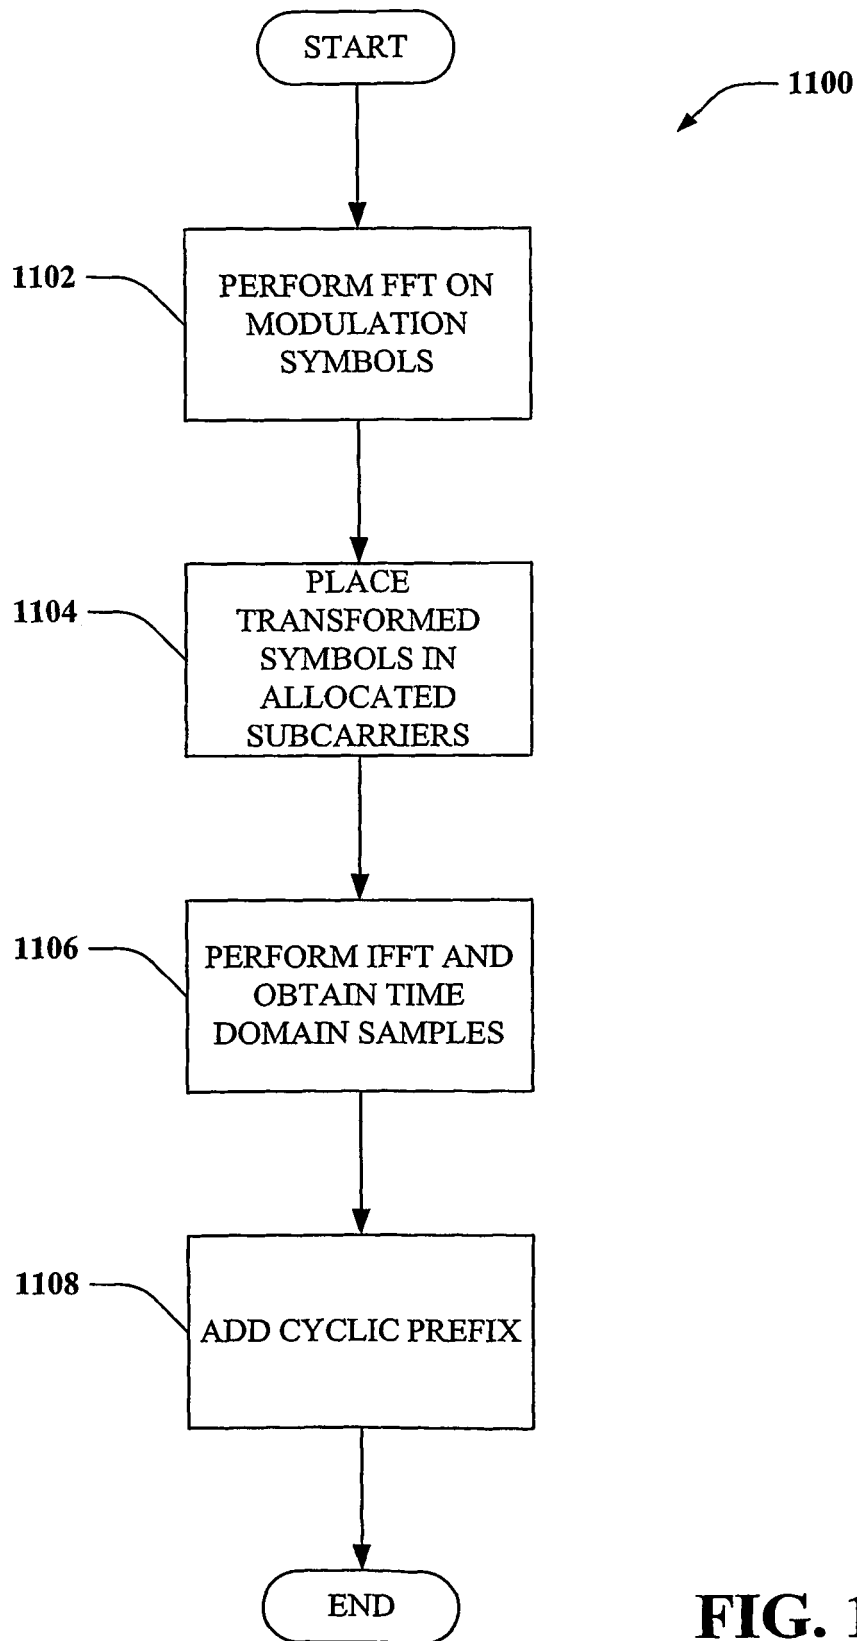 START
1100
1102
PERFORM FFT ON
MODULATION
SYMBOLS
1104
PLACE
TRANSFORMED
SYMBOLS IN
ALLOCATED
SUBCARRIERS
1106
PERFORM IFFT AND
OBTAIN TIME
DOMAIN SAMPLES
1108
ADD CYCLIC PREFIX
END
FIG. 1